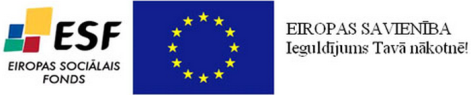 ESF
EIROPAS SOCIĀLAIS
FONDS
EIROPAS SAVIENĪBA
Ieguldījums Tavā nākotnē!